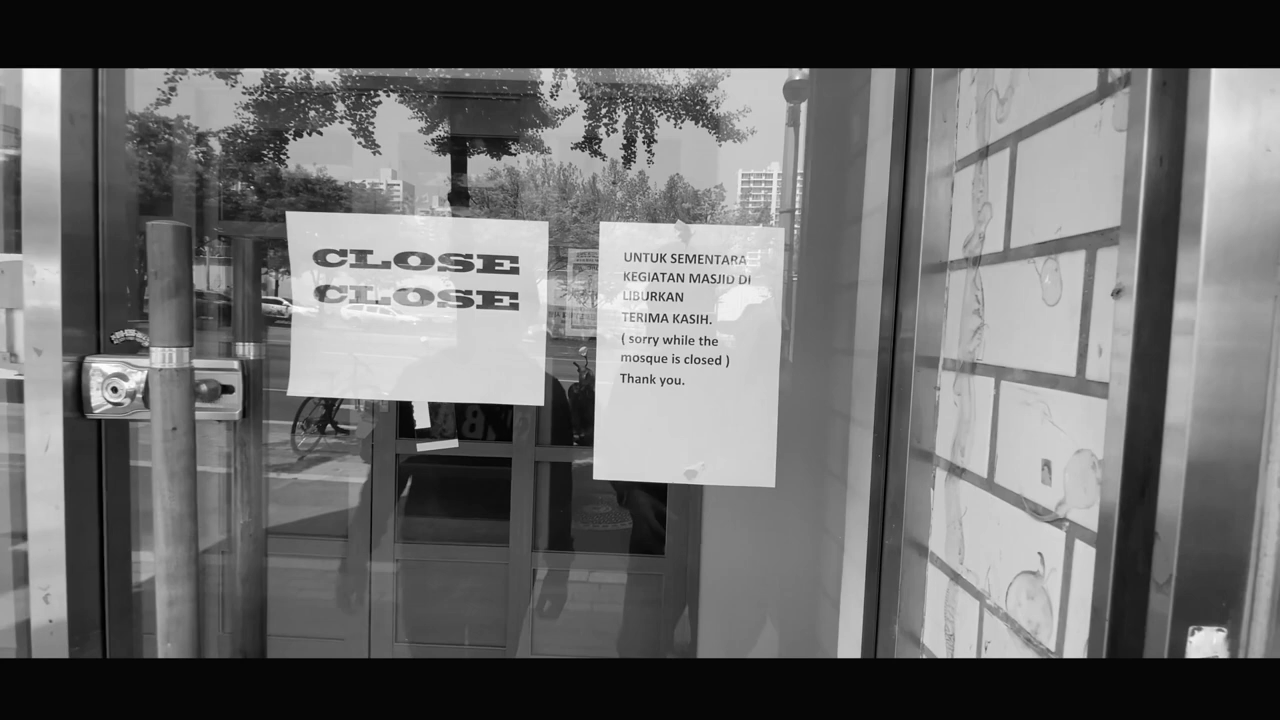 CLOSE
CLOSE
UNTUK SEMENTARA
KEGIATAN MASJID DI
LIBURKAN
TERIMA KASIH.
( sorry while the
mosque is closed )
Thank you.